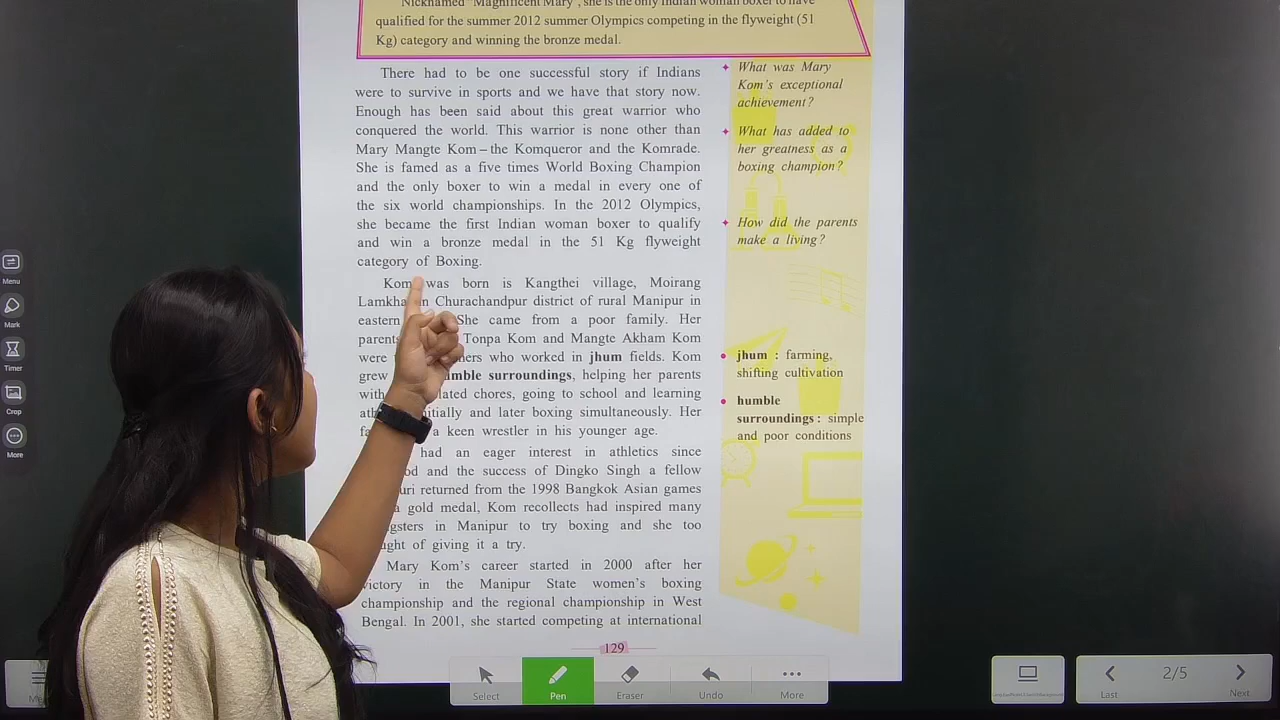 Nicknamed "Magnificent Mary", she is the only Indian woman boxer to have
qualified for the summer 2012 summer Olympics competing in the flyweight (51
Kg) category and winning the bronze medal.
There had to be one successful story if Indians
were to survive in sports and we have that story now.
Enough has been said about this great warrior who
conquered the world. This warrior is none other than
Mary Mangte Kom – the Komqueror and the Komrade.
She is famed as a five times World Boxing Champion
and the only boxer to win a medal in every one of
the six world championships. In the 2012 Olympics,
she became the first Indian woman boxer to qualify
and win a bronze medal in the 51 Kg flyweight
category of Boxing.
Kom was born is Kangthei village, Moirang
Churachandpur district of rural Manipur in
eastern She came from a poor family. Her
parents Tonpa Kom and Mangte Akham Kom
were who worked in jhum fields. Kom
grew surroundings, helping her parents
with chores, going to school and learning
and later boxing simultaneously. Her
a keen wrestler in his younger age.
had an eager interest in athletics since
and the success of Dingko Singh a fellow
returned from the 1998 Bangkok Asian games
a gold medal, Kom recollects had inspired many
in Manipur to try boxing and she too
of giving it a try.
Mary Kom's career started in 2000 after her
victory in the Manipur State women's boxing
championship and the regional championship in West
Bengal. In 2001, she started competing at international
129
What was Mary
Kom's exceptional
achievement?
What has added to
her greatness as a
boxing champion?
How did the parents
make a living?
jhum : farming,
shifting cultivation
humble
surroundings : simple
and poor conditions
Menu
Mark
Timer
Crop
More
Select
Pen
Eraser
Undo
More
Last
2/5
Next